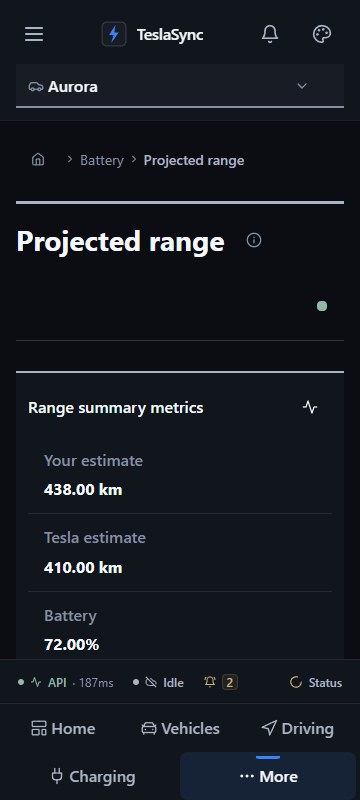 TeslaSync
Aurora
Battery Projected range
Projected range
Range summary metrics
Your estimate
438.00 km
Tesla estimate
410.00 km
Battery
72.00%
API · 187ms Idle 2 Status
Home Vehicles Driving
Charging More